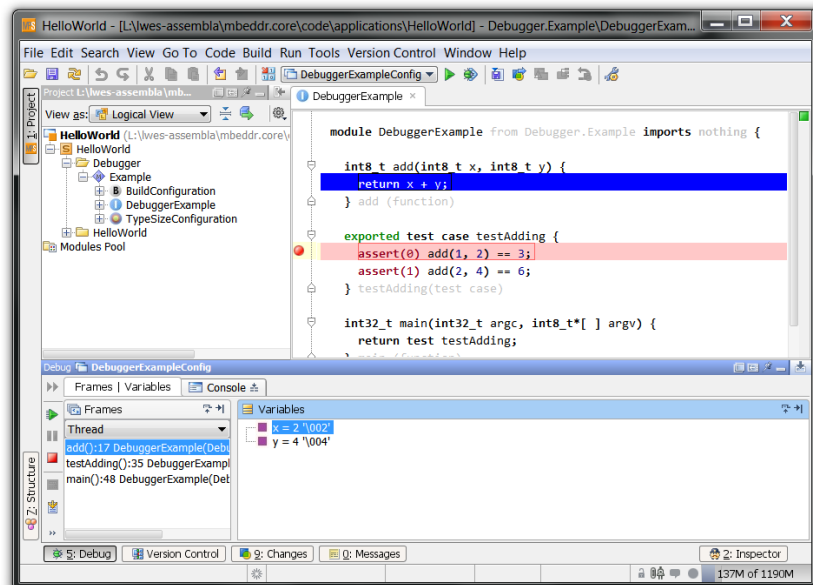 HelloWorld - [L:\lwes-assembla\mbeddr.core\code\applications\HelloWorld] - Debugger.Example\DebuggerExam...
File Edit Search View Go To Code Build Run Tools Version Control Window Help
DebuggerExampleConfig
Project L:\lwes-assembla\mb...
DebuggerExample
1: Project
View as: Logical View
HelloWorld (L:\lwes-assembla\mbeddr.core\
S HelloWorld
Debugger
Example
B BuildConfiguration
I DebuggerExample
TypeSizeConfiguration
HelloWorld
Modules Pool
module DebuggerExample from Debugger.Example imports nothing {
int8_t add(int8_t x, int8_t y) {
return x + y;
} add (function)
exported test case testAdding {
assert(0) add(1, 2) == 3;
assert(1) add(2, 4) == 6;
} testAdding(test case)
int32_t main(int32_t argc, int8_t*[ ] argv) {
return test testAdding;
} main (function)
Debug DebuggerExampleConfig
Frames | Variables
Console
Frames
Variables
Thread
add():17 DebuggerExample(Debu
testAdding():35 DebuggerExampl
main():48 DebuggerExample(Deb
x = 2 '\002'
y = 4 '\004'
Z: Structure
5: Debug
Version Control
9: Changes
0: Messages
2: Inspector
137M of 1190M